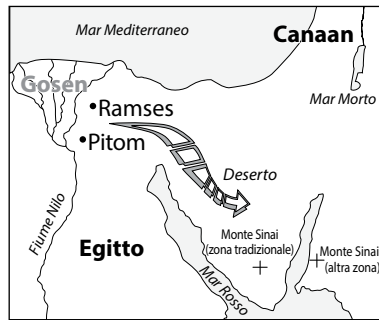 Mar Mediterraneo
Canaan
Gosen
Mar Morto
Ramses
Pitom
Deserto
Fiume Nilo
Egitto
Mar Rosso
Monte Sinai
(zona tradizionale)
Monte Sinai
(altra zona)